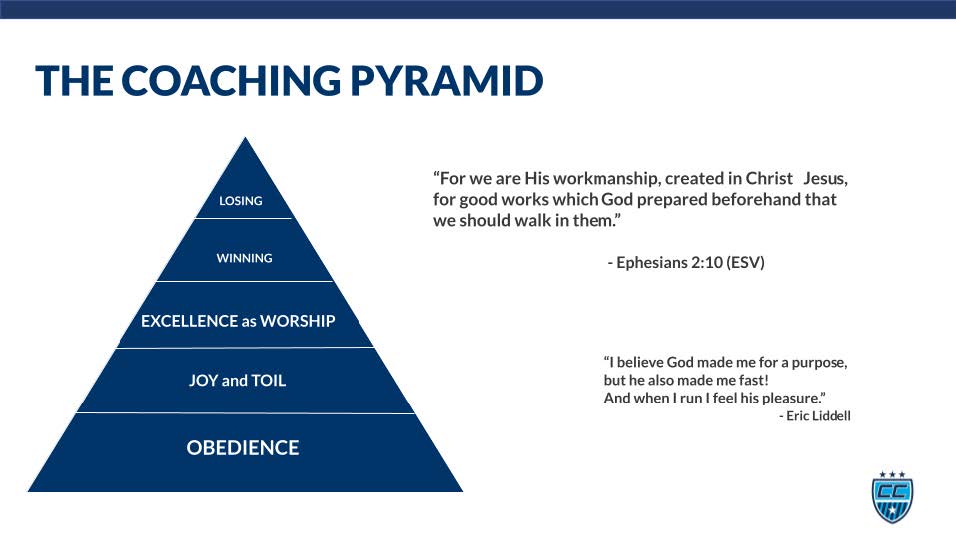 THE COACHING PYRAMID
LOSING
WINNING
EXCELLENCE as WORSHIP
JOY and TOIL
OBEDIENCE
“For we are His workmanship, created in Christ Jesus,
for good works which God prepared beforehand that
we should walk in them.”
- Ephesians 2:10 (ESV)
“I believe God made me for a purpose,
but he also made me fast!
And when I run I feel his pleasure.”
- Eric Liddell
CC